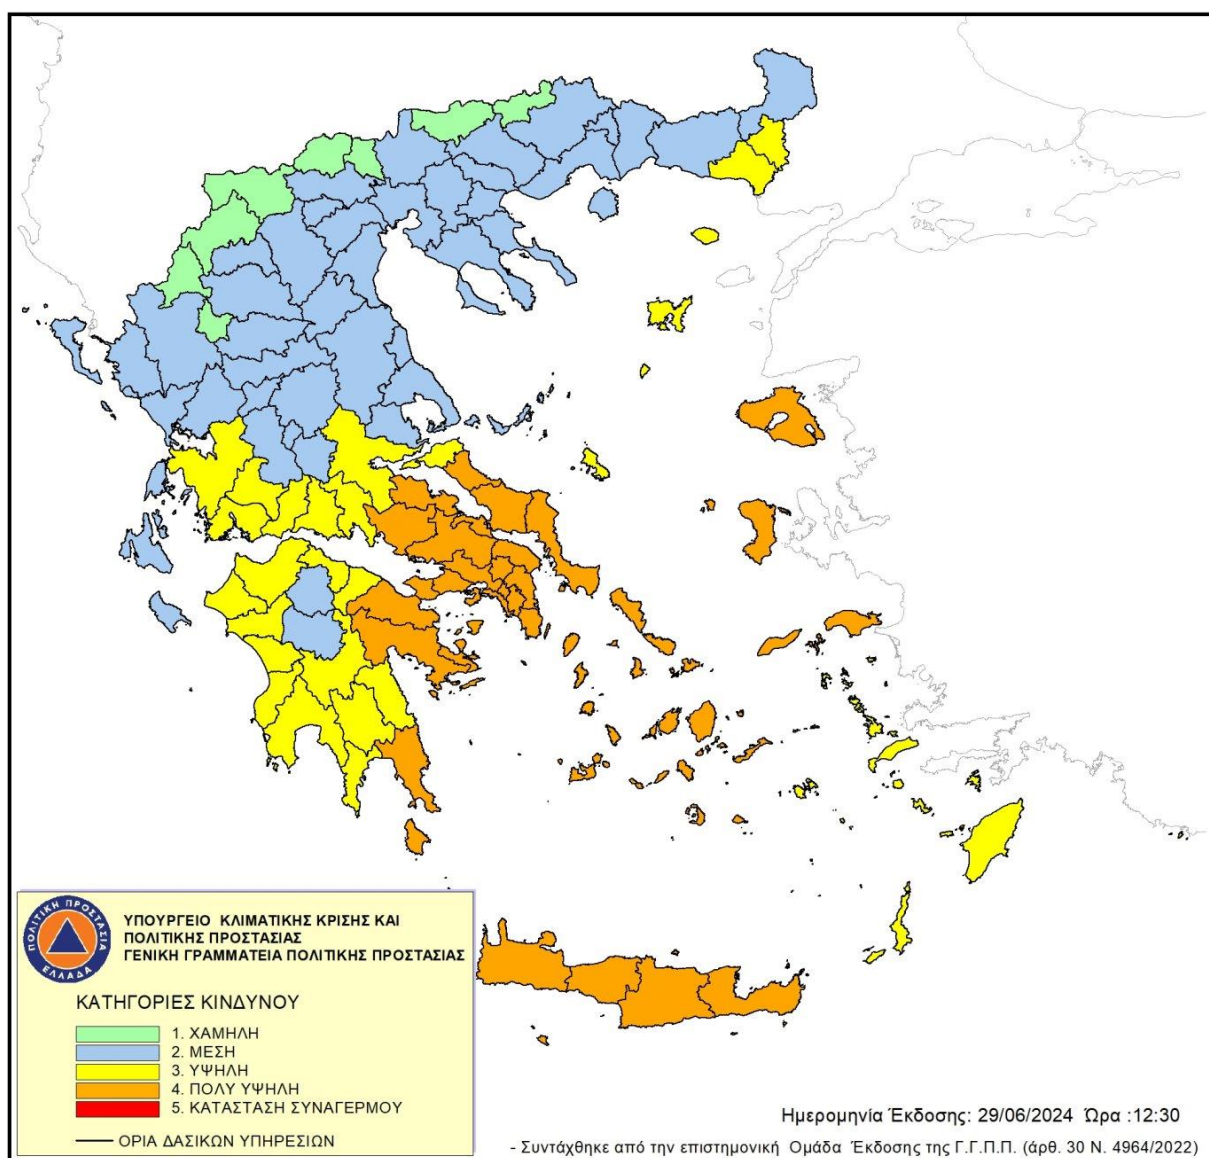 ΠΟΛΙΤΙΚΗ ΠΡΟΣΤΑΣΙΑ
ΕΛΛΑΔΑ
ΥΠΟΥΡΓΕΙΟ ΚΛΙΜΑΤΙΚΗΣ ΚΡΙΣΗΣ ΚΑΙ
ΠΟΛΙΤΙΚΗΣ ΠΡΟΣΤΑΣΙΑΣ
ΓΕΝΙΚΗ ΓΡΑΜΜΑΤΕΙΑ ΠΟΛΙΤΙΚΗΣ ΠΡΟΣΤΑΣΙΑΣ
ΚΑΤΗΓΟΡΙΕΣ ΚΙΝΔΥΝΟΥ
1. ΧΑΜΗΛΗ
2. ΜΕΣΗ
3. ΥΨΗΛΗ
4. ΠΟΛΥ ΥΨΗΛΗ
5. ΚΑΤΑΣΤΑΣΗ ΣΥΝΑΓΕΡΜΟΥ
ΟΡΙΑ ΔΑΣΙΚΩΝ ΥΠΗΡΕΣΙΩΝ
Ημερομηνία Έκδοσης: 29/06/2024 Ώρα :12:30
- Συντάχθηκε από την επιστημονική Ομάδα Έκδοσης της Γ.Γ.Π.Π. (άρθ. 30 Ν. 4964/2022)